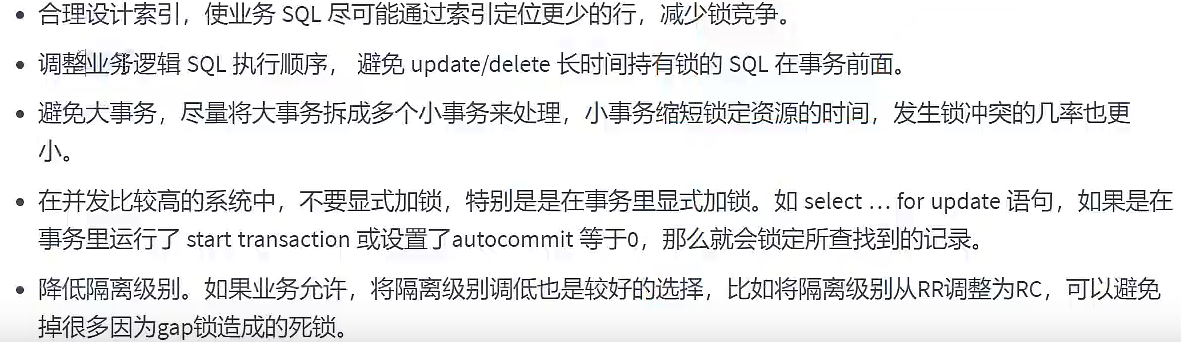 • 合理设计索引，使业务 SQL 尽可能通过索引定位更少的行，减少锁竞争。
• 调整业务逻辑 SQL 执行顺序， 避免 update/delete 长时间持有锁的 SQL 在事务前面。
• 避免大事务，尽量将大事务拆成多个小事务来处理，小事务缩短锁定资源的时间，发生锁冲突的几率也更
小。
• 在并发比较高的系统中，不要显式加锁，特别是是在事务里显式加锁。如 select … for update 语句，如果是在
事务里运行了 start transaction 或设置了autocommit 等于0，那么就会锁定所查找到的记录。
• 降低隔离级别。如果业务允许，将隔离级别调低也是较好的选择，比如将隔离级别从RR调整为RC，可以避免
掉很多因为gap锁造成的死锁。